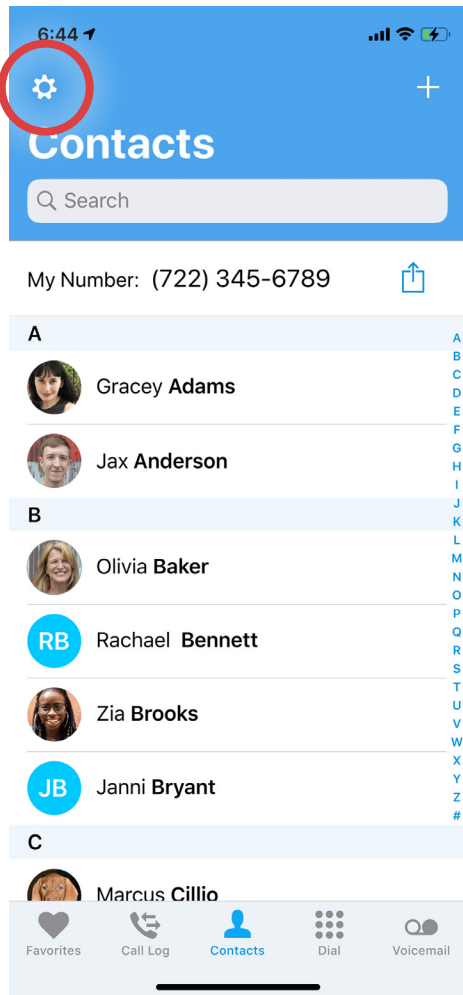 6:44
Contacts
Search
My Number: (722) 345-6789
A
Gracey Adams
Jax Anderson
B
Olivia Baker
RB Rachael Bennett
Zia Brooks
JB Janni Bryant
C
Marcus Cillio
A
B
C
D
E
F
G
H
I
J
K
L
M
N
O
P
Q
R
S
T
U
V
W
X
Y
Z
#
Favorites Call Log Contacts Dial Voicemail